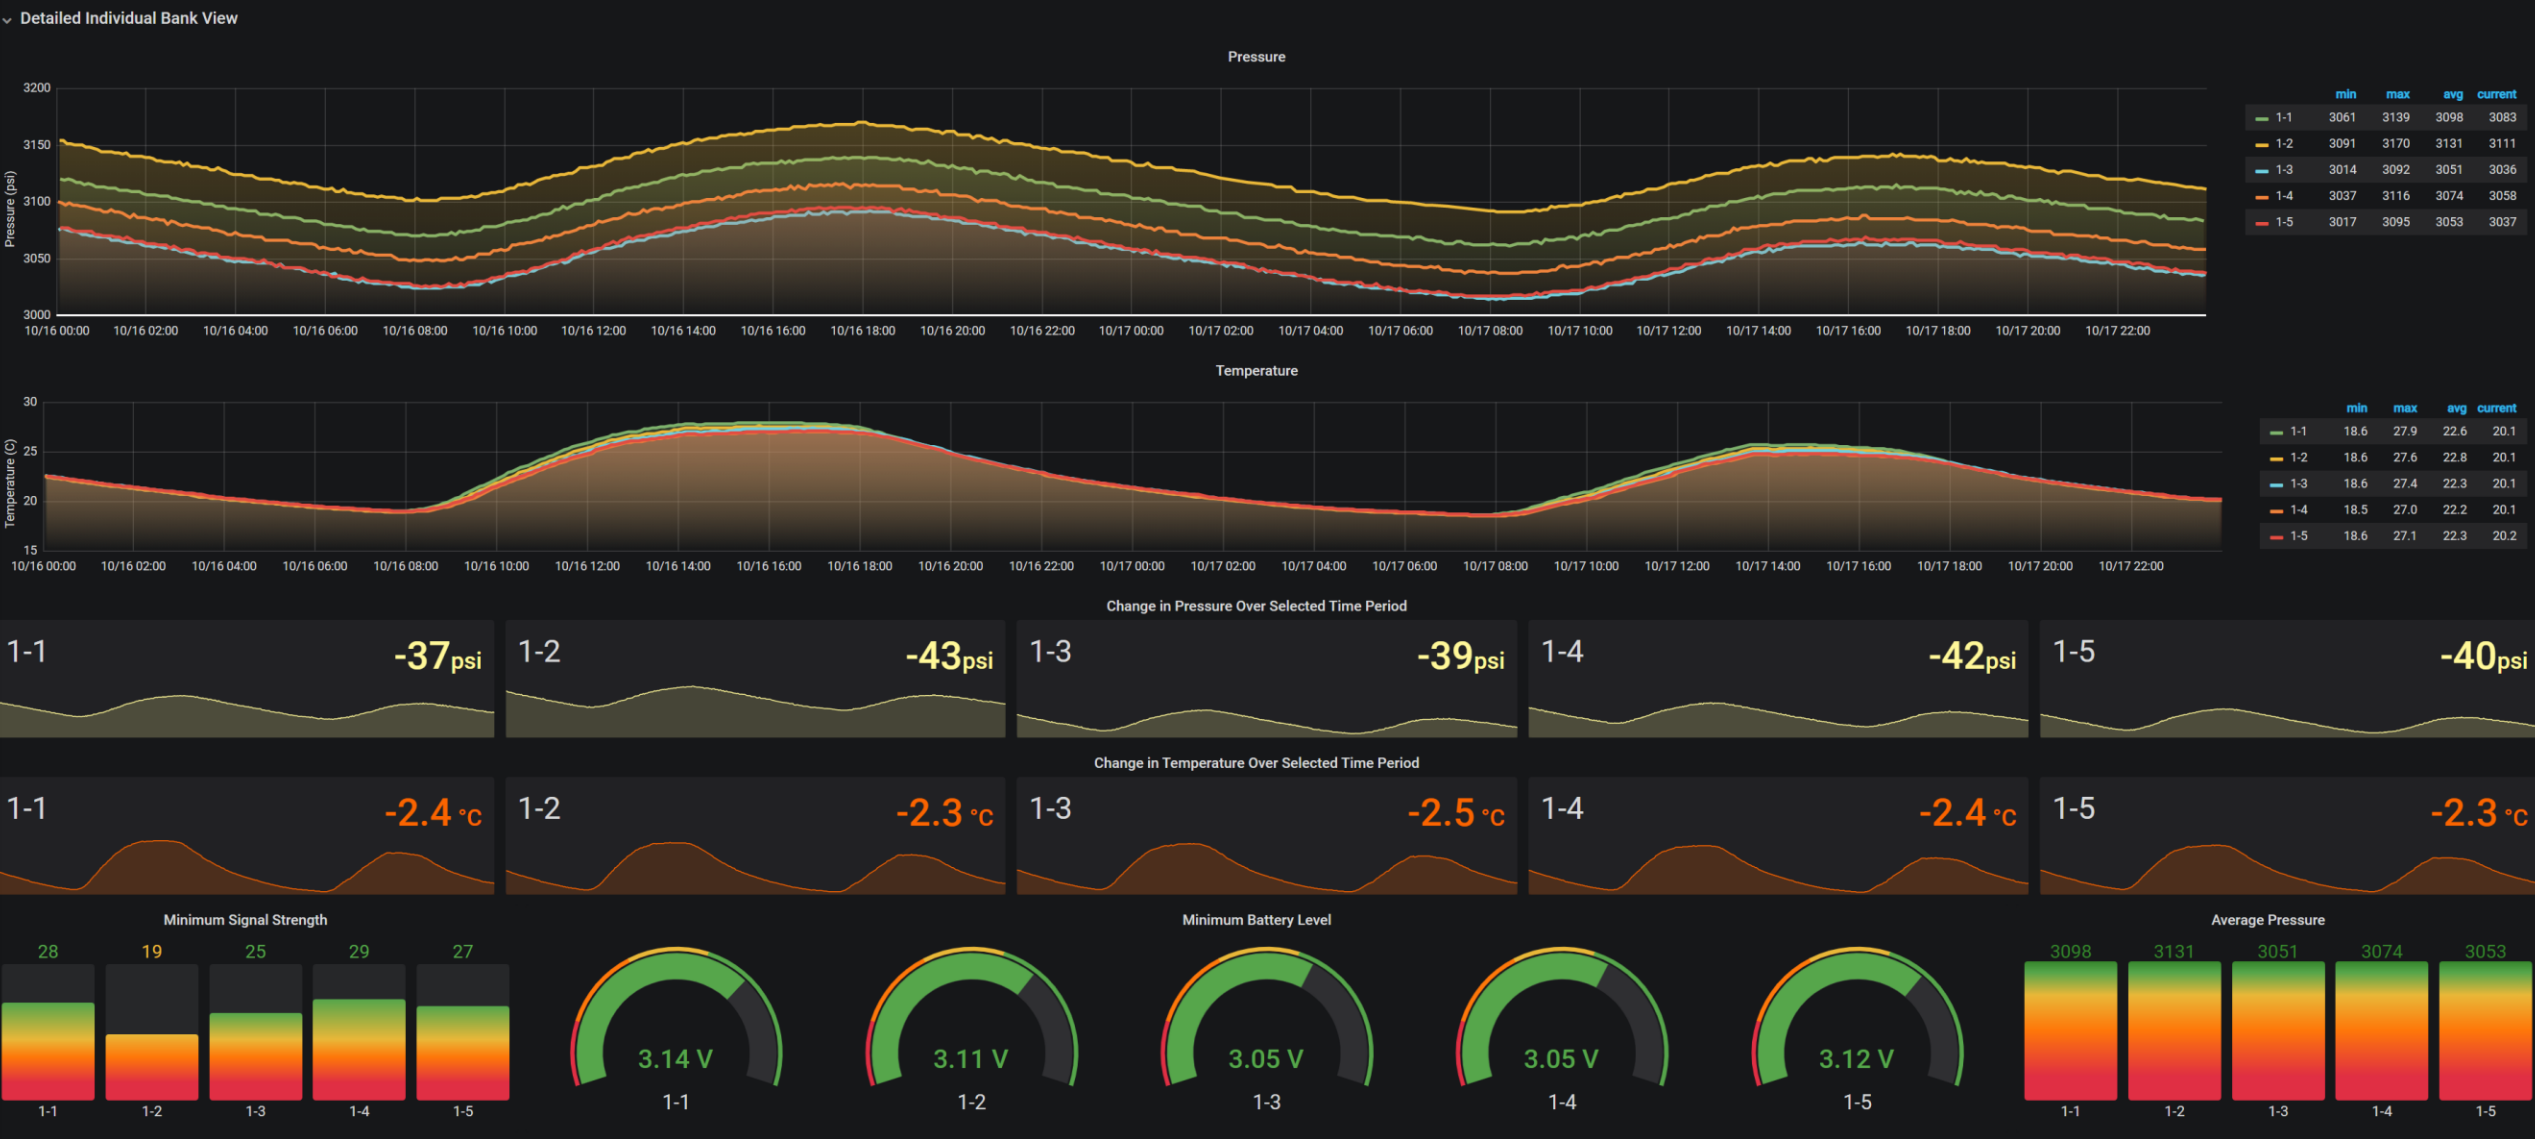 Detailed Individual Bank View
Pressure
3200
3150
3100
3050
3000
Pressure (psi)
10/16 00:00 10/16 02:00 10/16 04:00 10/16 06:00 10/16 08:00 10/16 10:00 10/16 12:00 10/16 14:00 10/16 16:00 10/16 18:00 10/16 20:00 10/16 22:00 10/17 00:00 10/17 02:00 10/17 04:00 10/17 06:00 10/17 08:00 10/17 10:00 10/17 12:00 10/17 14:00 10/17 16:00 10/17 18:00 10/17 20:00 10/17 22:00
min max avg current
1-1 3061 3139 3098 3083
1-2 3091 3170 3131 3111
1-3 3014 3092 3051 3036
1-4 3037 3116 3074 3058
1-5 3017 3095 3053 3037
Temperature
30
25
20
15
Temperature (C)
10/16 00:00 10/16 02:00 10/16 04:00 10/16 06:00 10/16 08:00 10/16 10:00 10/16 12:00 10/16 14:00 10/16 16:00 10/16 18:00 10/16 20:00 10/16 22:00 10/17 00:00 10/17 02:00 10/17 04:00 10/17 06:00 10/17 08:00 10/17 10:00 10/17 12:00 10/17 14:00 10/17 16:00 10/17 18:00 10/17 20:00 10/17 22:00
min max avg current
1-1 18.6 27.9 22.6 20.1
1-2 18.6 27.6 22.8 20.1
1-3 18.6 27.4 22.3 20.1
1-4 18.5 27.0 22.2 20.1
1-5 18.6 27.1 22.3 20.2
Change in Pressure Over Selected Time Period
1-1 -37psi 1-2 -43psi 1-3 -39psi 1-4 -42psi 1-5 -40psi
Change in Temperature Over Selected Time Period
1-1 -2.4 °C 1-2 -2.3 °C 1-3 -2.5 °C 1-4 -2.4 °C 1-5 -2.3 °C
Minimum Signal Strength
28 19 25 29 27
1-1 1-2 1-3 1-4 1-5
Minimum Battery Level
3.14 V 3.11 V 3.05 V 3.05 V 3.12 V
1-1 1-2 1-3 1-4 1-5
Average Pressure
3098 3131 3051 3074 3053
1-1 1-2 1-3 1-4 1-5